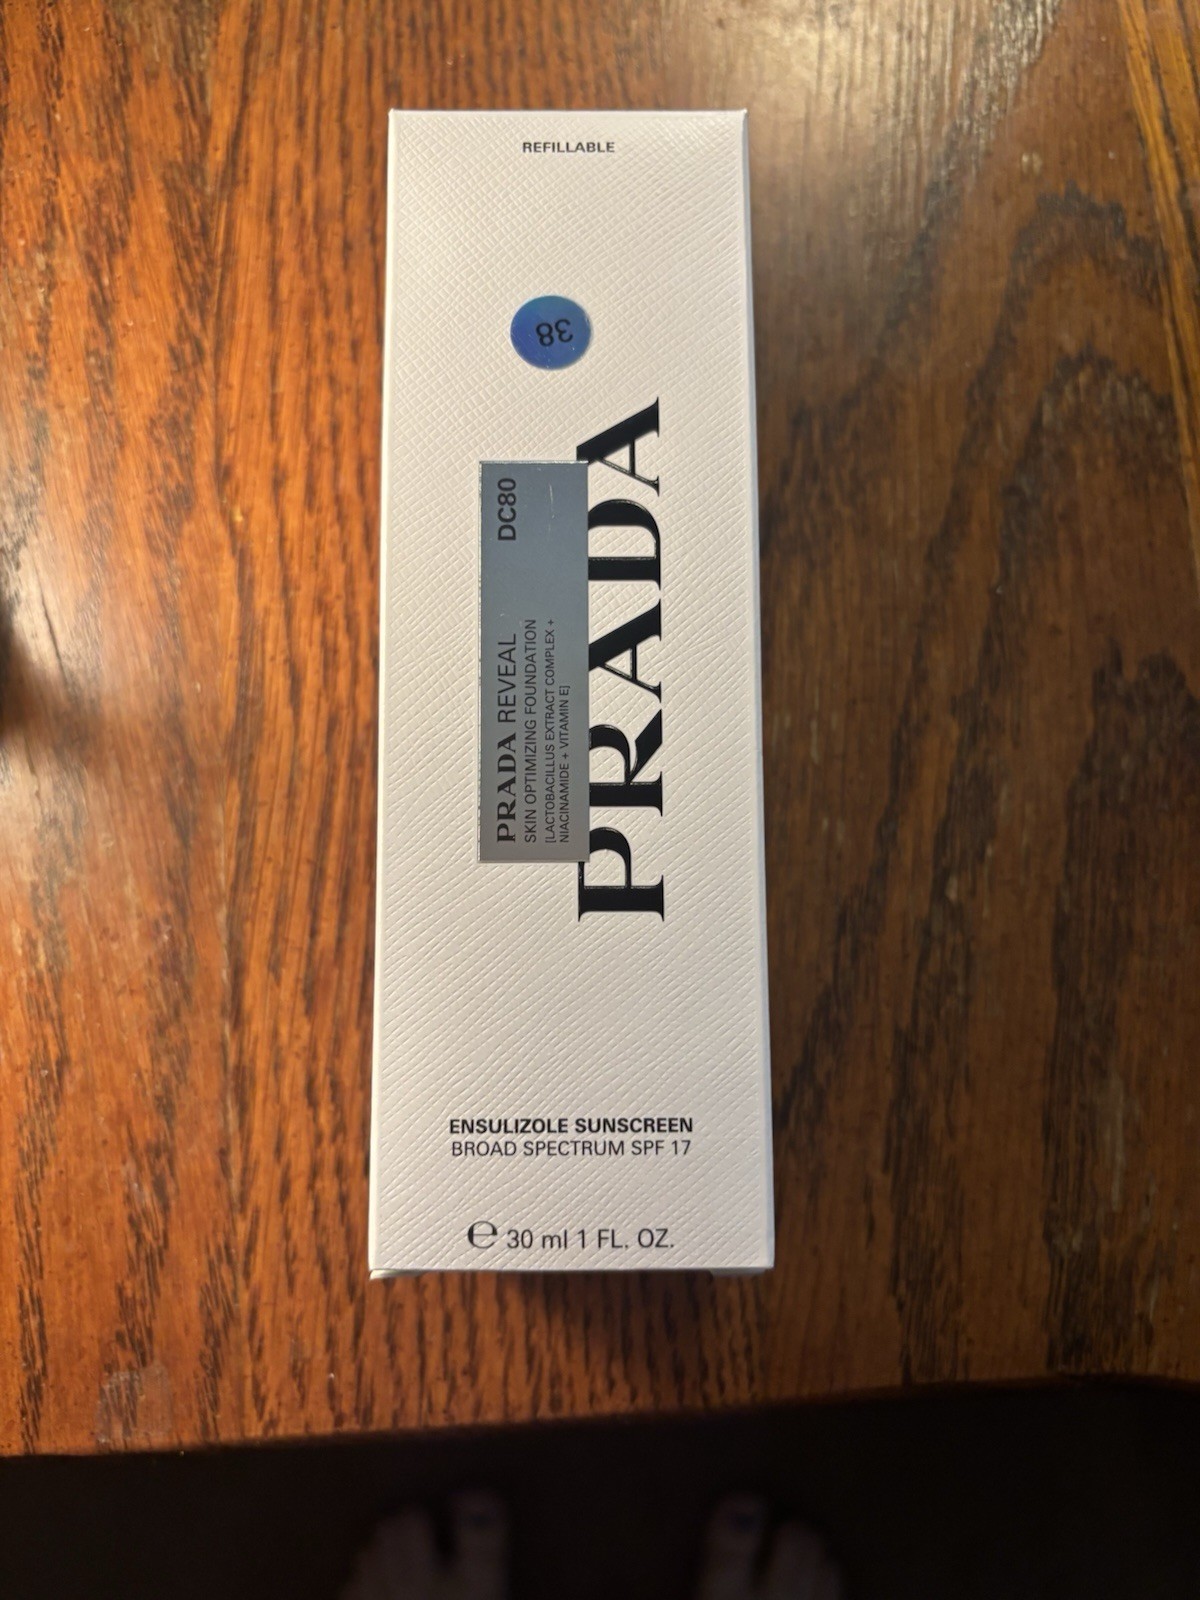 REFILLABLE
38
PRADA
PRADA REVEAL DC80
SKIN OPTIMIZING FOUNDATION
[LACTOBACILLUS EXTRACT COMPLEX +
NIACINAMIDE + VITAMIN E]
ENSULIZOLE SUNSCREEN
BROAD SPECTRUM SPF 17
℮ 30 ml 1 FL. OZ.